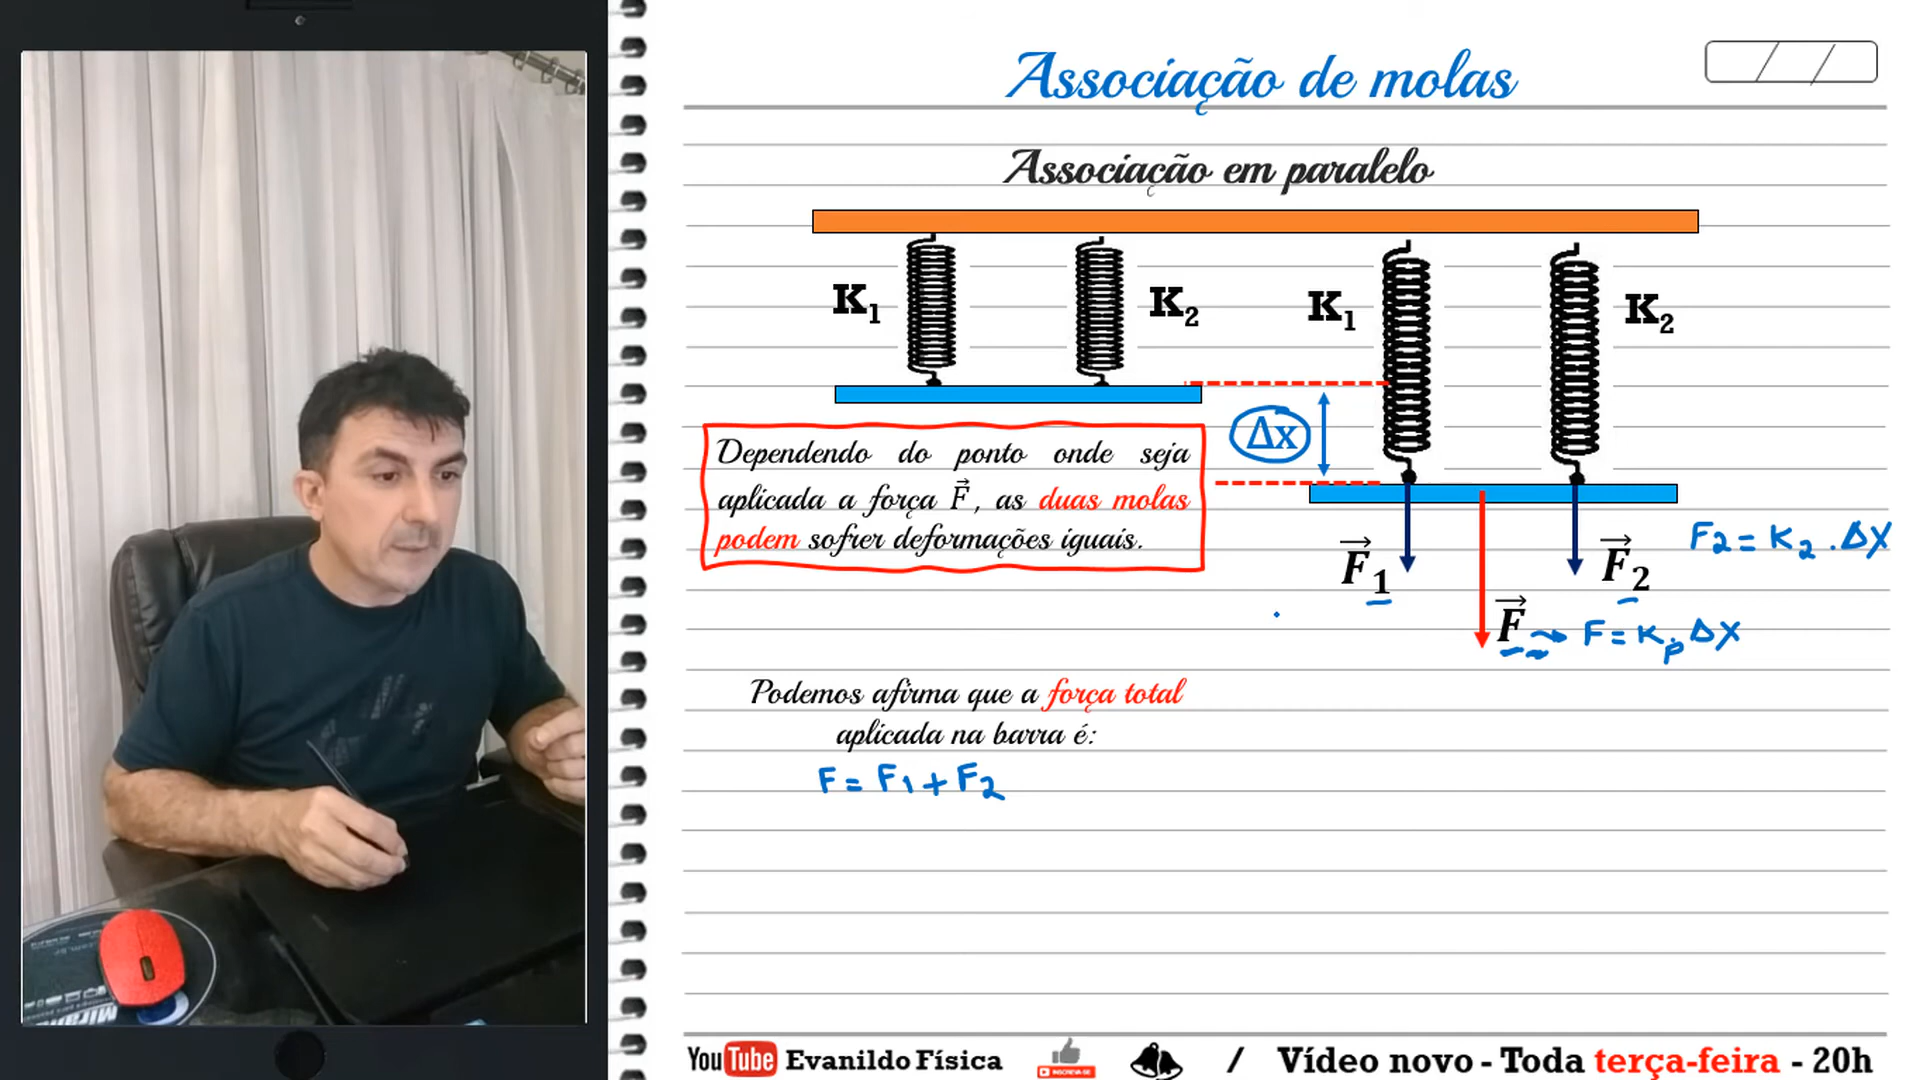 Associação de molas
Associação em paralelo
K1
K2
K1
K2
Δx
Dependendo do ponto onde seja
aplicada a força F⃗, as duas molas
podem sofrer deformações iguais.
F⃗1
F⃗2
F2 = K2 . Δx
F⃗
F = Kp . Δx
Podemos afirma que a força total
aplicada na barra é:
F = F1 + F2
YouTube Evanildo Física
INSCREVA-SE
/ Vídeo novo - Toda terça-feira - 20h